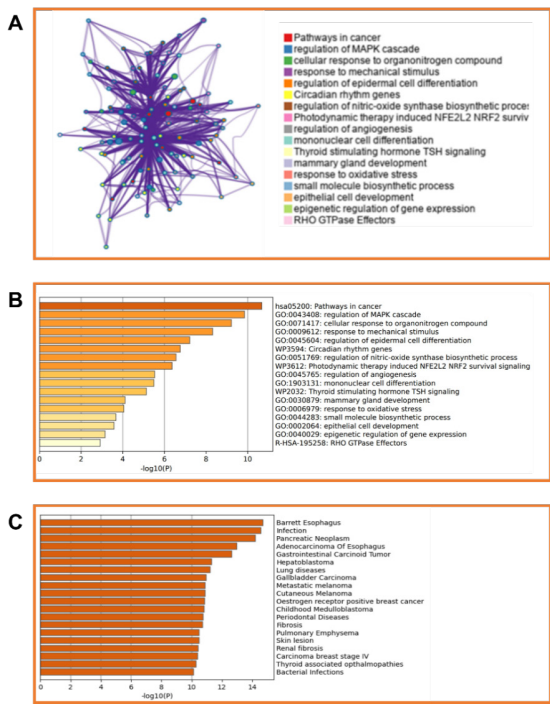 A
Pathways in cancer
regulation of MAPK cascade
cellular response to organonitrogen compound
response to mechanical stimulus
regulation of epidermal cell differentiation
Circadian rhythm genes
regulation of nitric-oxide synthase biosynthetic proces
Photodynamic therapy induced NFE2L2 NRF2 surviv
regulation of angiogenesis
mononuclear cell differentiation
Thyroid stimulating hormone TSH signaling
mammary gland development
response to oxidative stress
small molecule biosynthetic process
epithelial cell development
epigenetic regulation of gene expression
RHO GTPase Effectors
B
hsa05200: Pathways in cancer
GO:0043408: regulation of MAPK cascade
GO:0071417: cellular response to organonitrogen compound
GO:0009612: response to mechanical stimulus
GO:0045604: regulation of epidermal cell differentiation
WP3594: Circadian rhythm genes
GO:0051769: regulation of nitric-oxide synthase biosynthetic process
WP3612: Photodynamic therapy induced NFE2L2 NRF2 survival signaling
GO:0045765: regulation of angiogenesis
GO:1903131: mononuclear cell differentiation
WP2032: Thyroid stimulating hormone TSH signaling
GO:0030879: mammary gland development
GO:0006979: response to oxidative stress
GO:0044283: small molecule biosynthetic process
GO:0002064: epithelial cell development
GO:0040029: epigenetic regulation of gene expression
R-HSA-195258: RHO GTPase Effectors
0 2 4 6 8 10
-log10(P)
C
Barrett Esophagus
Infection
Pancreatic Neoplasm
Adenocarcinoma Of Esophagus
Gastrointestinal Carcinoid Tumor
Hepatoblastoma
Lung diseases
Gallbladder Carcinoma
Metastatic melanoma
Cutaneous Melanoma
Oestrogen receptor positive breast cancer
Childhood Medulloblastoma
Periodontal Diseases
Fibrosis
Pulmonary Emphysema
Skin lesion
Renal fibrosis
Carcinoma breast stage IV
Thyroid associated opthalmopathies
Bacterial Infections
0 2 4 6 8 10 12 14
-log10(P)